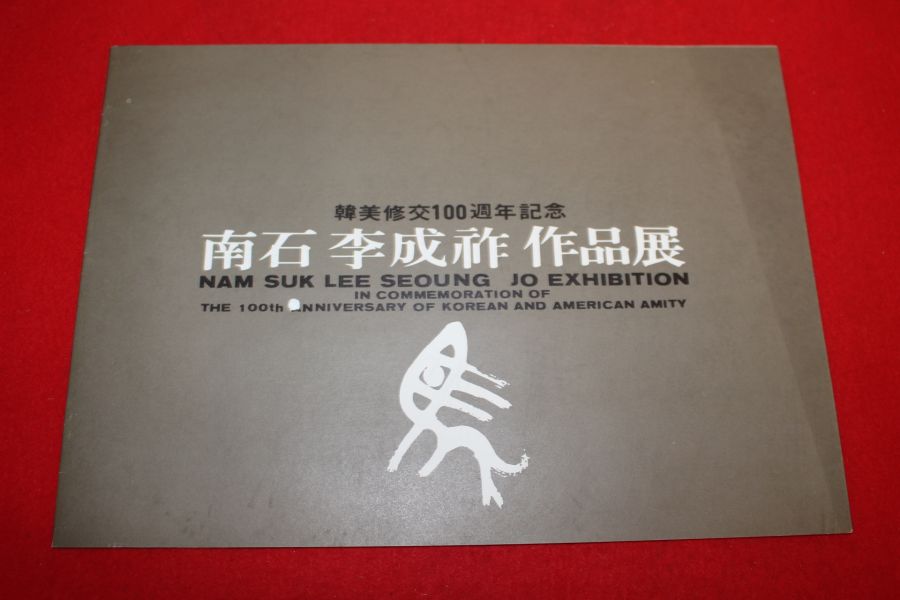 韓美修交100週年記念
南石 李成祚 作品展
NAM SUK LEE SEOUNG JO EXHIBITION
IN COMMEMORATION OF
THE 100th ANNIVERSARY OF KOREAN AND AMERICAN AMITY